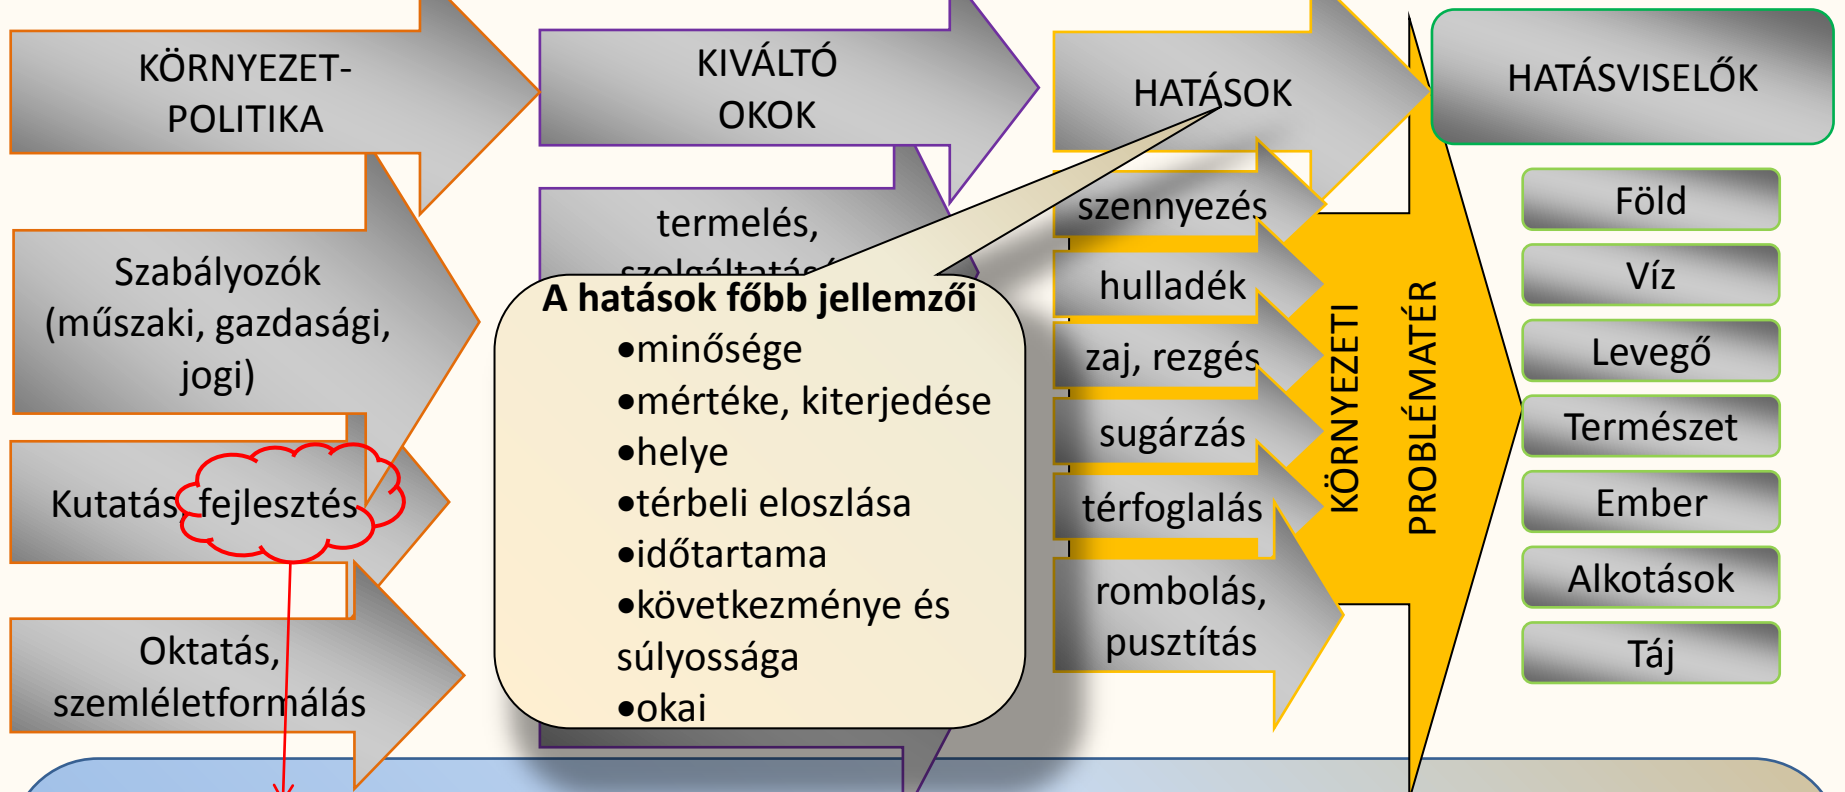 KÖRNYEZET-
POLITIKA
Szabályozók
(műszaki, gazdasági,
jogi)
Kutatás, fejlesztés
Oktatás,
szemléletformálás
KIVÁLTÓ
OKOK
termelés,
A hatások főbb jellemzői
•minősége
•mértéke, kiterjedése
•helye
•térbeli eloszlása
•időtartama
•következménye és
súlyossága
•okai
HATÁSOK
szennyezés
hulladék
zaj, rezgés
sugárzás
térfoglalás
rombolás,
pusztítás
KÖRNYEZETI
PROBLÉMATÉR
HATÁSVISELŐK
Föld
Víz
Levegő
Természet
Ember
Alkotások
Táj